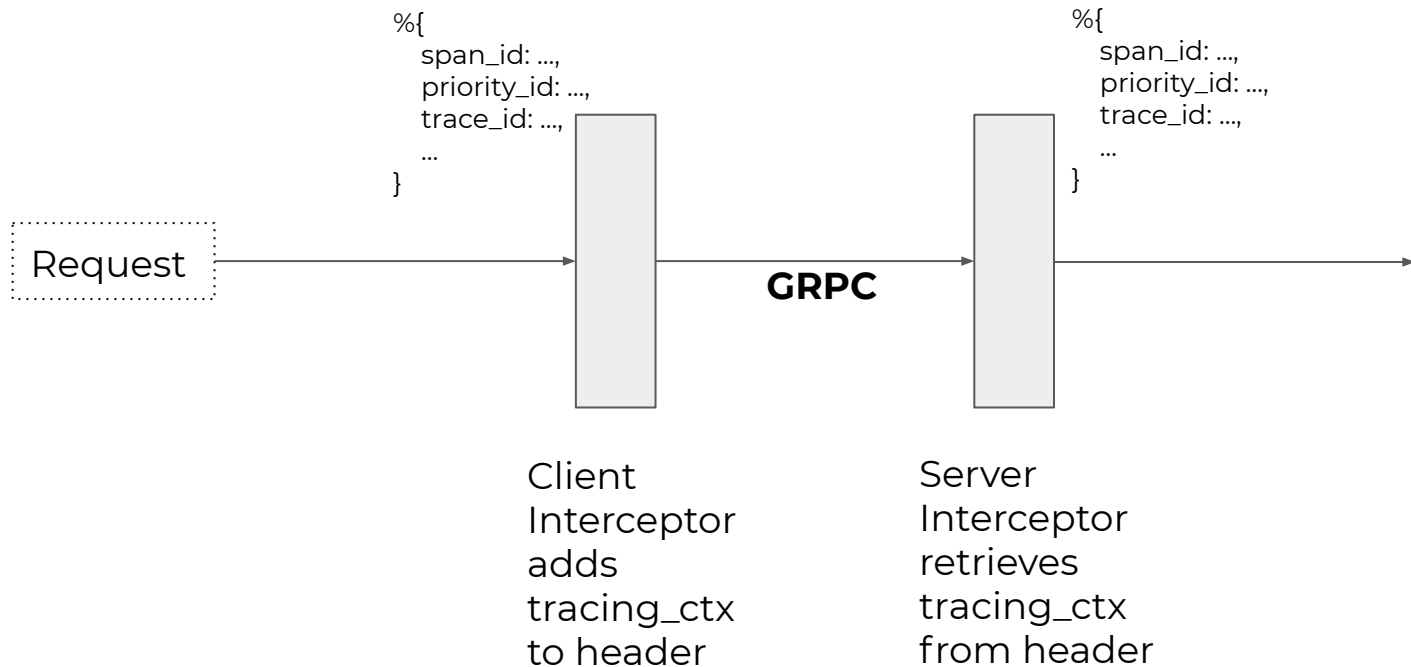 %{
span_id: ...,
priority_id: ...,
trace_id: ...,
...
}
%{
span_id: ...,
priority_id: ...,
trace_id: ...,
...
}
Request
GRPC
Client
Interceptor
adds
tracing_ctx
to header
Server
Interceptor
retrieves
tracing_ctx
from header